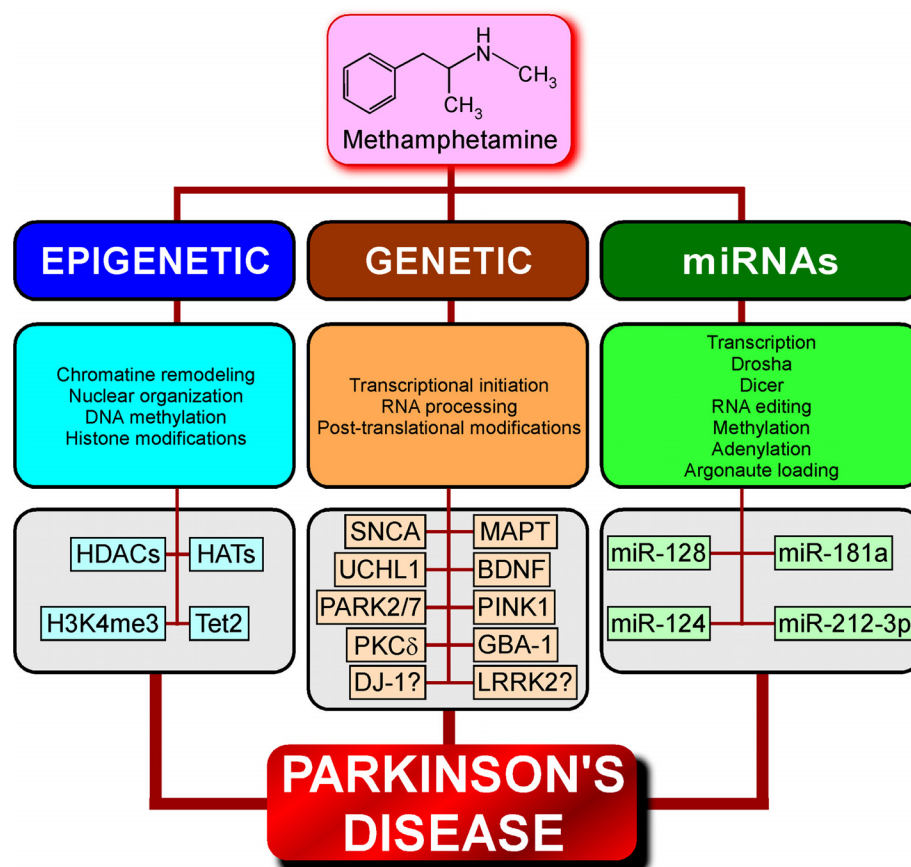 H
N
CH3
CH3
Methamphetamine
EPIGENETIC
GENETIC
miRNAs
Chromatine remodeling
Nuclear organization
DNA methylation
Histone modifications
Transcriptional initiation
RNA processing
Post-translational modifications
Transcription
Drosha
Dicer
RNA editing
Methylation
Adenylation
Argonaute loading
HDACs HATs
H3K4me3 Tet2
SNCA MAPT
UCHL1 BDNF
PARK2/7 PINK1
PKCδ GBA-1
DJ-1? LRRK2?
miR-128 miR-181a
miR-124 miR-212-3p
PARKINSON'S
DISEASE